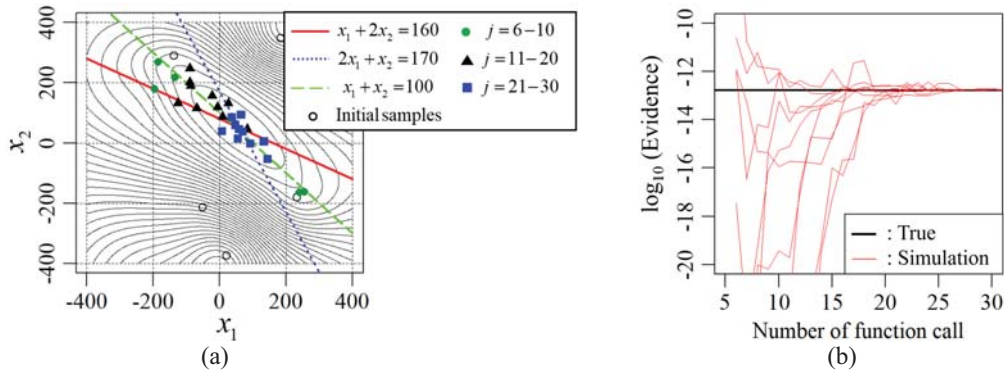 400
200
0
-200
-400
x₂
-400 -200 0 200 400
x₁
(a)
x₁ + 2x₂ = 160
2x₁ + x₂ = 170
x₁ + x₂ = 100
Initial samples
j = 6 – 10
j = 11 – 20
j = 21 – 30
-10
-12
-14
-16
-18
-20
log₁₀ (Evidence)
: True
: Simulation
5 10 15 20 25 30
Number of function call
(b)